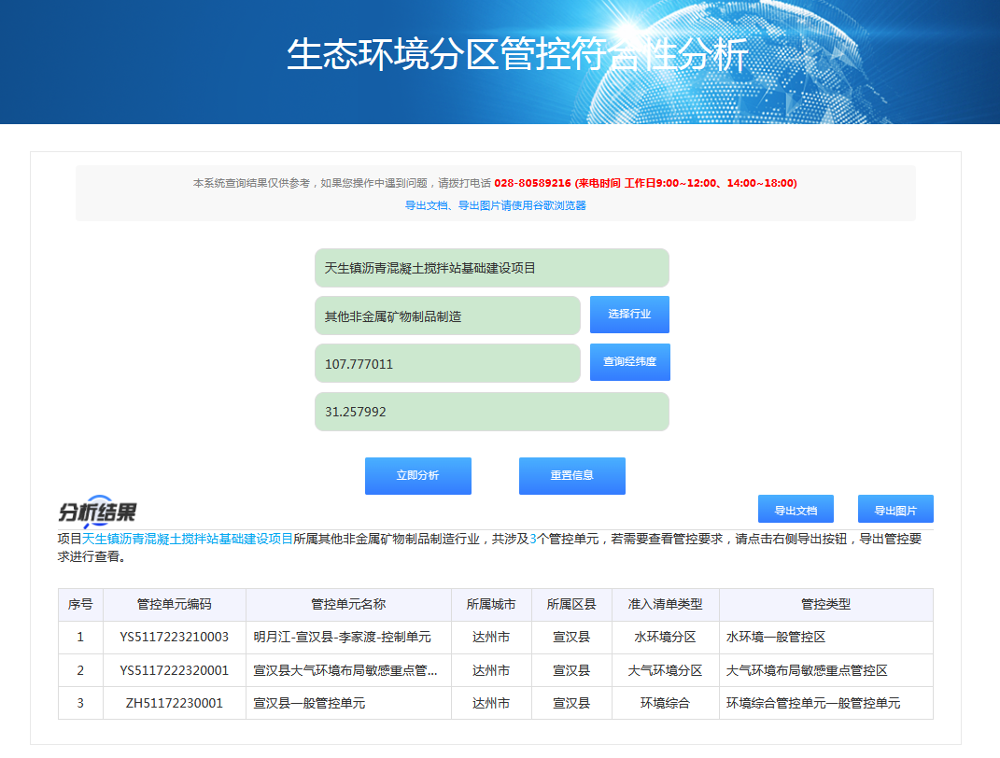 生态环境分区管控符合性分析
本系统查询结果仅供参考，如果您操作中遇到问题，请拨打电话 028-80589216 (来电时间 工作日9:00~12:00、14:00~18:00)
导出文档、导出图片请使用谷歌浏览器
天生镇沥青混凝土搅拌站基础建设项目
其他非金属矿物制品制造 选择行业
107.777011 查询经纬度
31.257992
立即分析 重置信息
分析结果 导出文档 导出图片
项目天生镇沥青混凝土搅拌站基础建设项目所属其他非金属矿物制品制造行业，共涉及3个管控单元，若需要查看管控要求，请点击右侧导出按钮，导出管控要
求进行查看。
序号 管控单元编码 管控单元名称 所属城市 所属区县 准入清单类型 管控类型
1 YS5117223210003 明月江-宣汉县-李家渡-控制单元 达州市 宣汉县 水环境分区 水环境一般管控区
2 YS5117222320001 宣汉县大气环境布局敏感重点管... 达州市 宣汉县 大气环境分区 大气环境布局敏感重点管控区
3 ZH51172230001 宣汉县一般管控单元 达州市 宣汉县 环境综合 环境综合管控单元一般管控单元